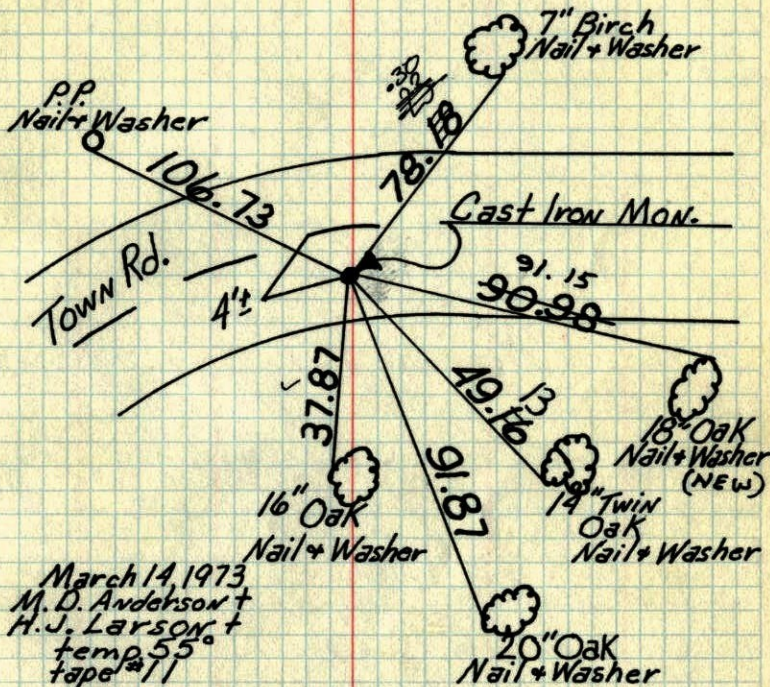 7" Birch
Nail + Washer
P.P.
Nail + Washer
.30
78.18
106.73
Cast Iron Mon.
Town Rd.
4'±
91.15
90.98
37.87
49.16
13
91.87
18" Oak
Nail + Washer
(NEW)
14" Twin
Oak
Nail + Washer
16" Oak
Nail + Washer
20" Oak
Nail + Washer
March 14, 1973
M.D. Anderson +
H.J. Larson +
temp. 55°
tape #11